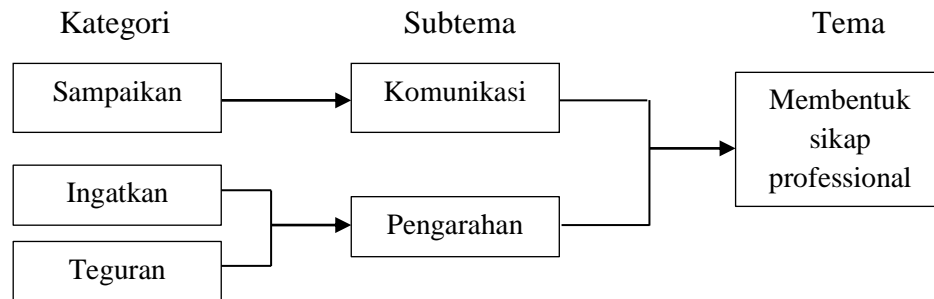 Kategori
Subtema
Tema
Sampaikan
Komunikasi
Membentuk
sikap
professional
Ingatkan
Pengarahan
Teguran